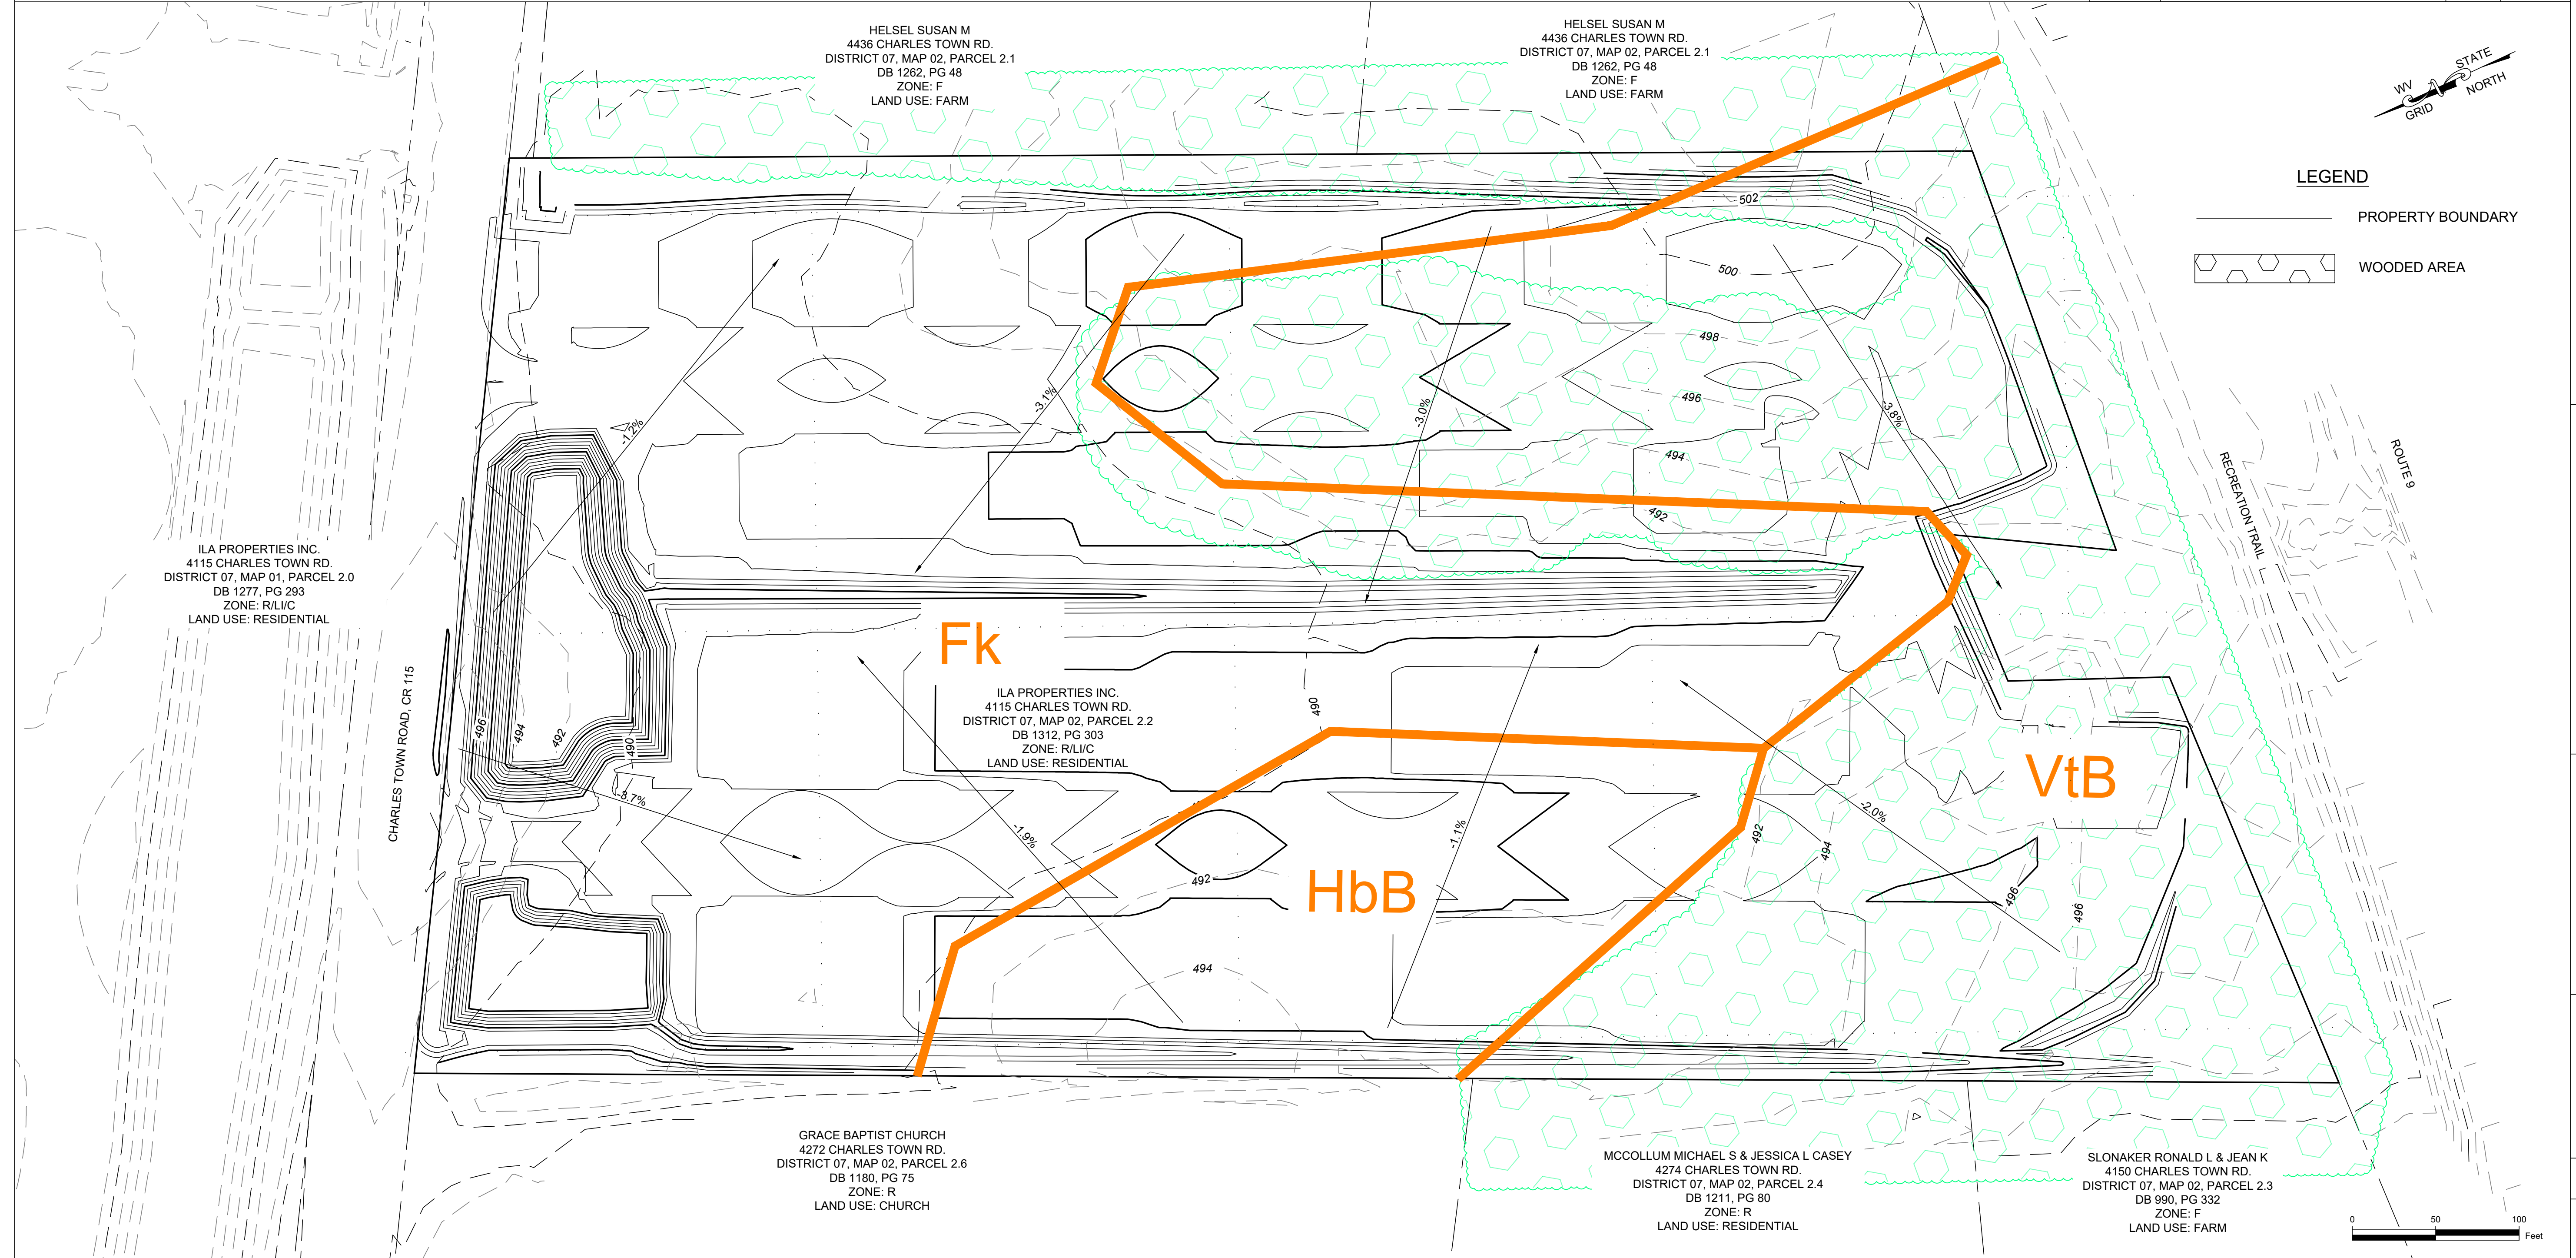 HELSEL SUSAN M
4436 CHARLES TOWN RD.
DISTRICT 07, MAP 02, PARCEL 2.1
DB 1262, PG 48
ZONE: F
LAND USE: FARM
HELSEL SUSAN M
4436 CHARLES TOWN RD.
DISTRICT 07, MAP 02, PARCEL 2.1
DB 1262, PG 48
ZONE: F
LAND USE: FARM
WV STATE
GRID NORTH
LEGEND
PROPERTY BOUNDARY
WOODED AREA
502
500
498
496
494
492
-1.2%
-3.1%
-3.0%
-3.8%
RECREATION TRAIL
ROUTE 9
ILA PROPERTIES INC.
4115 CHARLES TOWN RD.
DISTRICT 07, MAP 01, PARCEL 2.0
DB 1277, PG 293
ZONE: R/LI/C
LAND USE: RESIDENTIAL
CHARLES TOWN ROAD, CR 115
496
494
492
490
Fk
ILA PROPERTIES INC.
4115 CHARLES TOWN RD.
DISTRICT 07, MAP 02, PARCEL 2.2
DB 1312, PG 303
ZONE: R/LI/C
LAND USE: RESIDENTIAL
490
VtB
-3.7%
-1.9%
-1.1%
-2.0%
492
HbB
492
494
496
496
494
GRACE BAPTIST CHURCH
4272 CHARLES TOWN RD.
DISTRICT 07, MAP 02, PARCEL 2.6
DB 1180, PG 75
ZONE: R
LAND USE: CHURCH
MCCOLLUM MICHAEL S & JESSICA L CASEY
4274 CHARLES TOWN RD.
DISTRICT 07, MAP 02, PARCEL 2.4
DB 1211, PG 80
ZONE: R
LAND USE: RESIDENTIAL
SLONAKER RONALD L & JEAN K
4150 CHARLES TOWN RD.
DISTRICT 07, MAP 02, PARCEL 2.3
DB 990, PG 332
ZONE: F
LAND USE: FARM
0 50 100
Feet